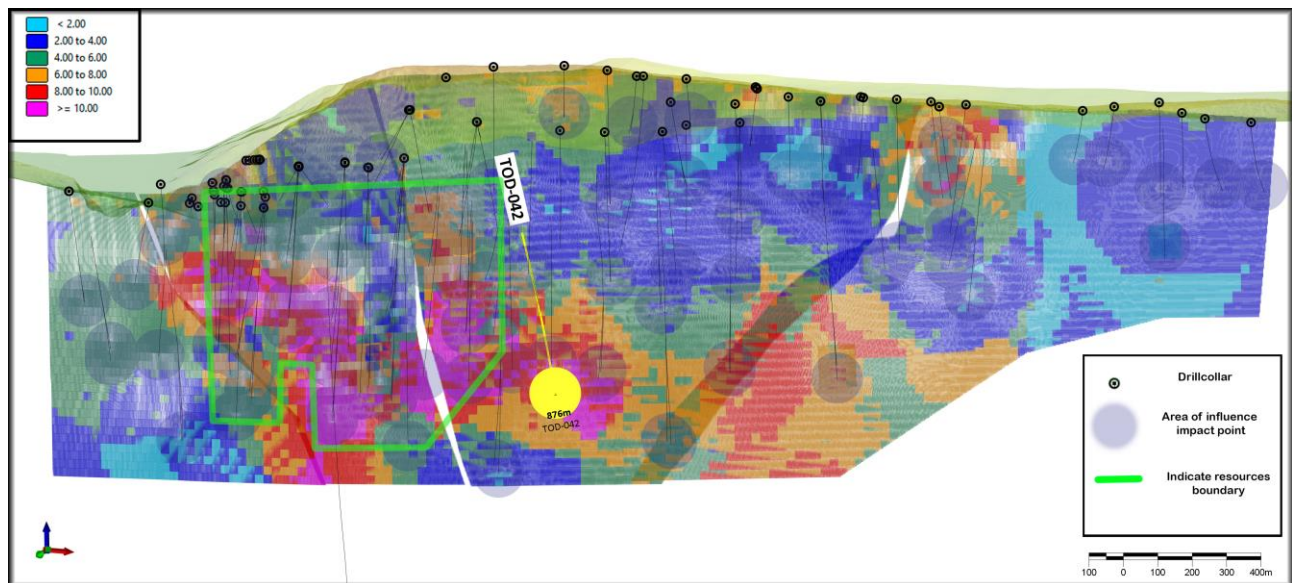 < 2.00
2.00 to 4.00
4.00 to 6.00
6.00 to 8.00
8.00 to 10.00
>= 10.00
TOD-042
876m
TOD-042
Drillcollar
Area of influence
impact point
Indicate resources
boundary
100 0 100 200 300 400m